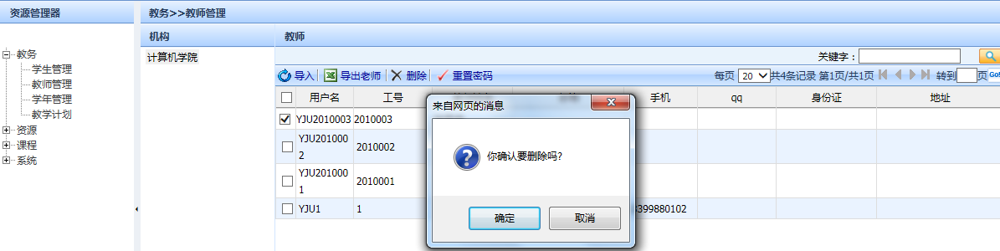 资源管理器
教务>>教师管理
机构
教师
教务
学生管理
教师管理
学年管理
教学计划
资源
课程
系统
计算机学院
关键字：
导入 导出老师 删除 重置密码
每页 20 共4条记录 第1页/共1页 转到 页 Go!
用户名 工号 手机 qq 身份证 地址
YJU2010003 2010003
YJU201000
2
2010002
YJU201000
1
2010001
YJU1 1 399880102
来自网页的消息
你确认要删除吗?
确定 取消